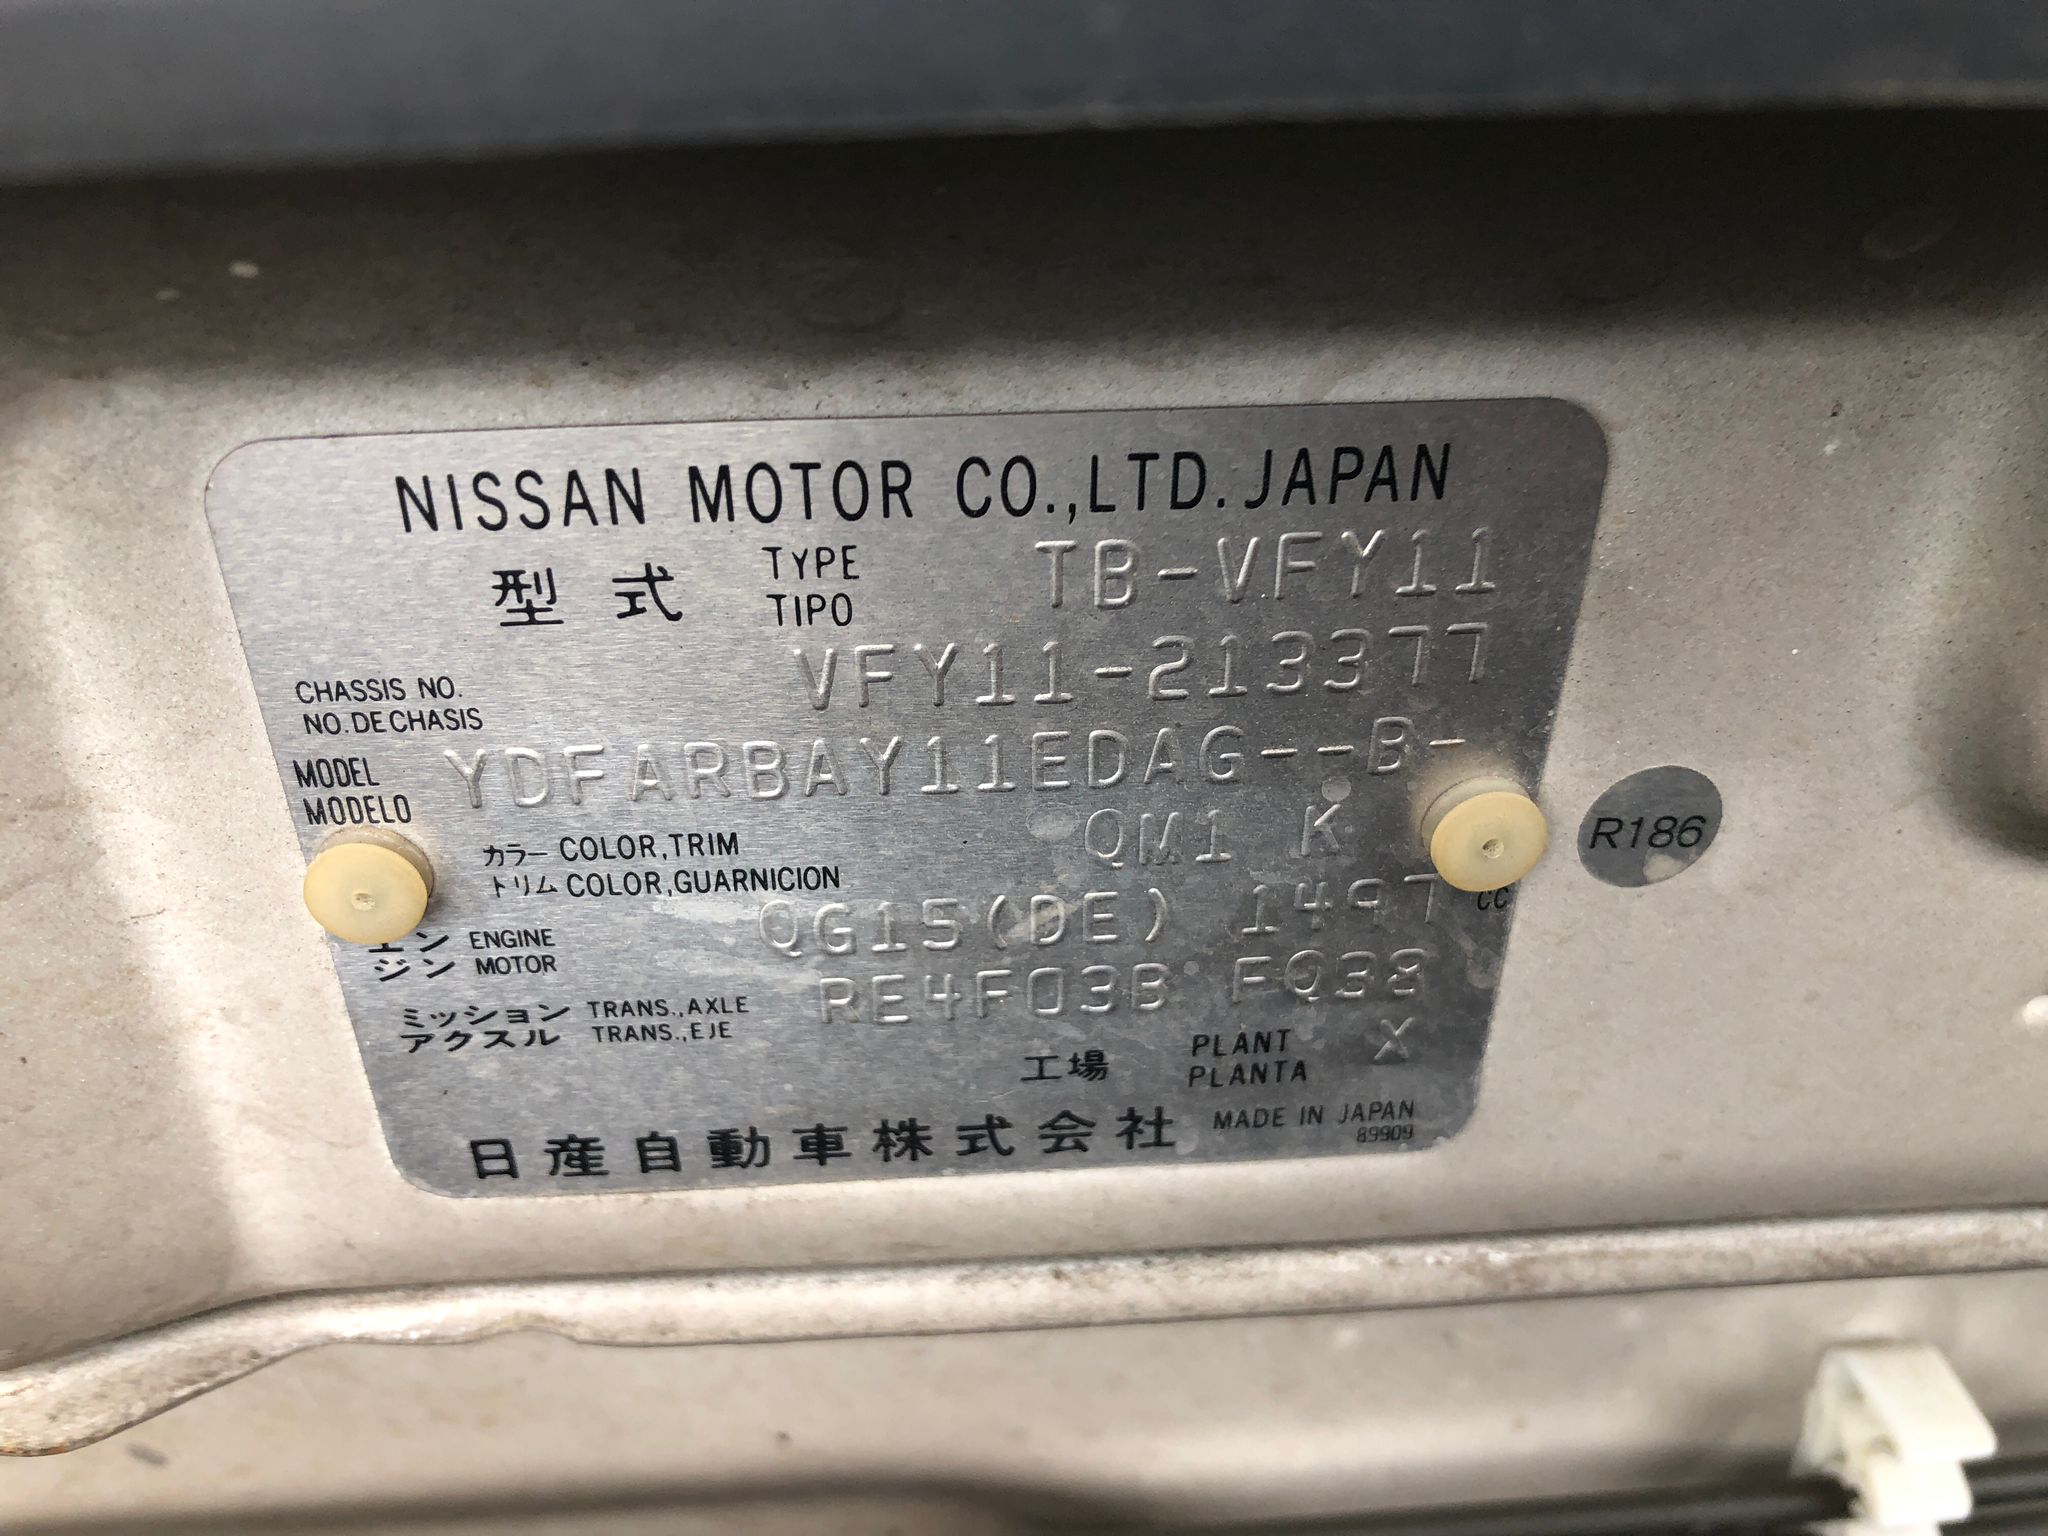 NISSAN MOTOR CO.,LTD. JAPAN
型式 TYPE TIPO TB-VFY11
CHASSIS NO. VFY11-213377
NO. DE CHASIS
MODEL YDFARBAY11EDAG--B-
MODELO
カラー COLOR,TRIM QM1 K
トリム COLOR,GUARNICION
エン ENGINE QG15(DE) 1497 CC
ジン MOTOR
ミッション TRANS.,AXLE RE4F03B FQ38
アクスル TRANS.,EJE
工場 PLANT X
PLANTA
日産自動車株式会社 MADE IN JAPAN
89909
R186